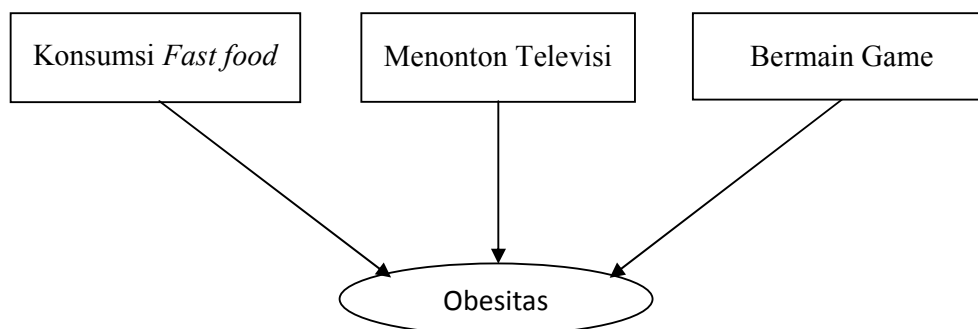 Konsumsi Fast food
Menonton Televisi
Bermain Game
Obesitas